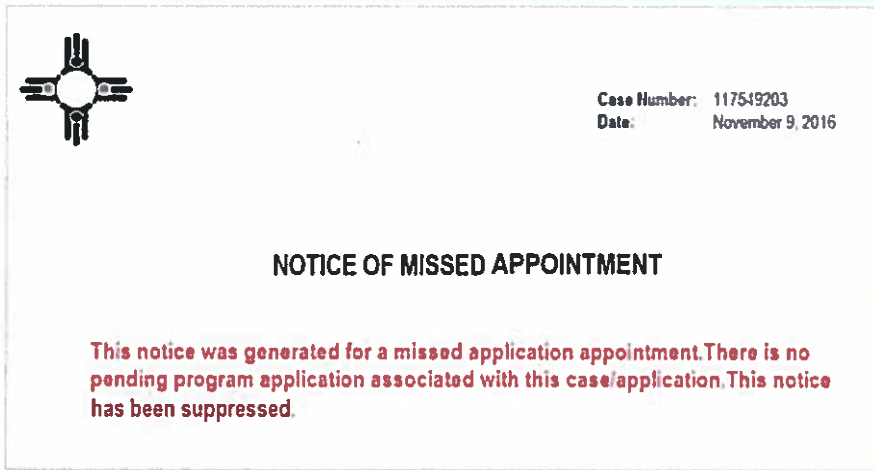 Case Number: 117549203
Date: November 9, 2016
NOTICE OF MISSED APPOINTMENT
This notice was generated for a missed application appointment.There is no
pending program application associated with this case/application.This notice
has been suppressed.